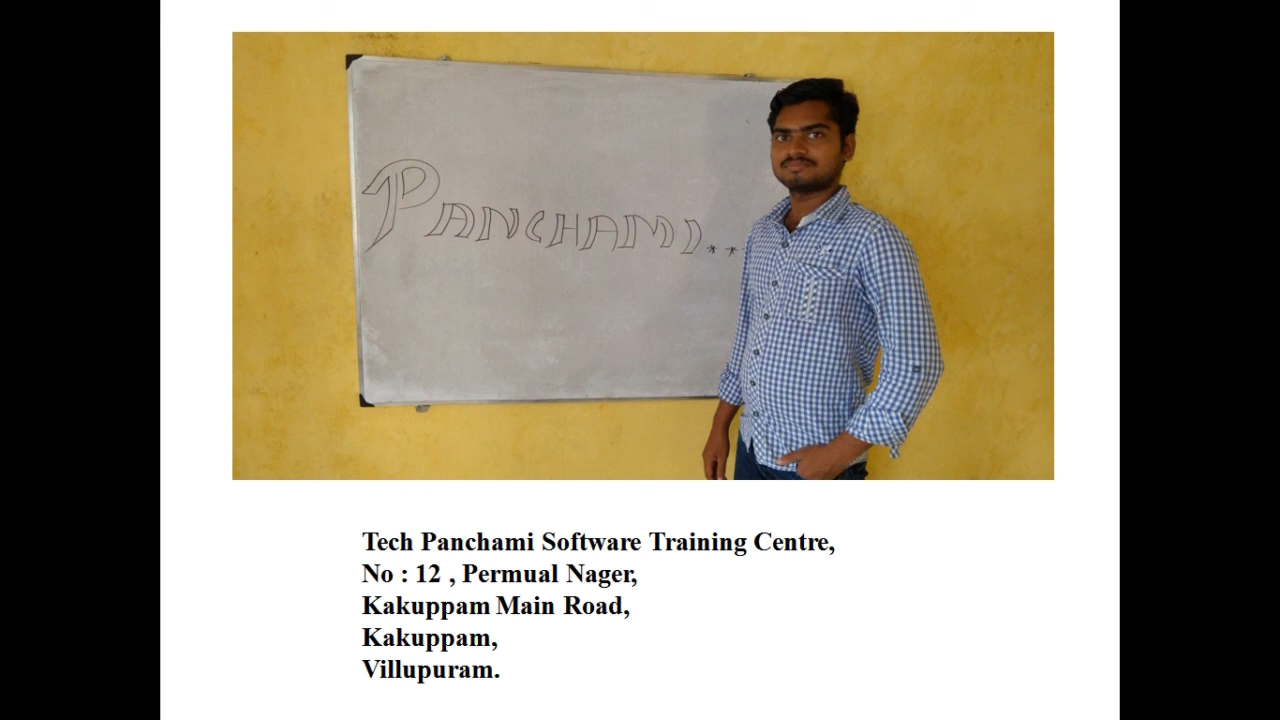 PANCHAMI...
Tech Panchami Software Training Centre,
No : 12 , Permual Nager,
Kakuppam Main Road,
Kakuppam,
Villupuram.